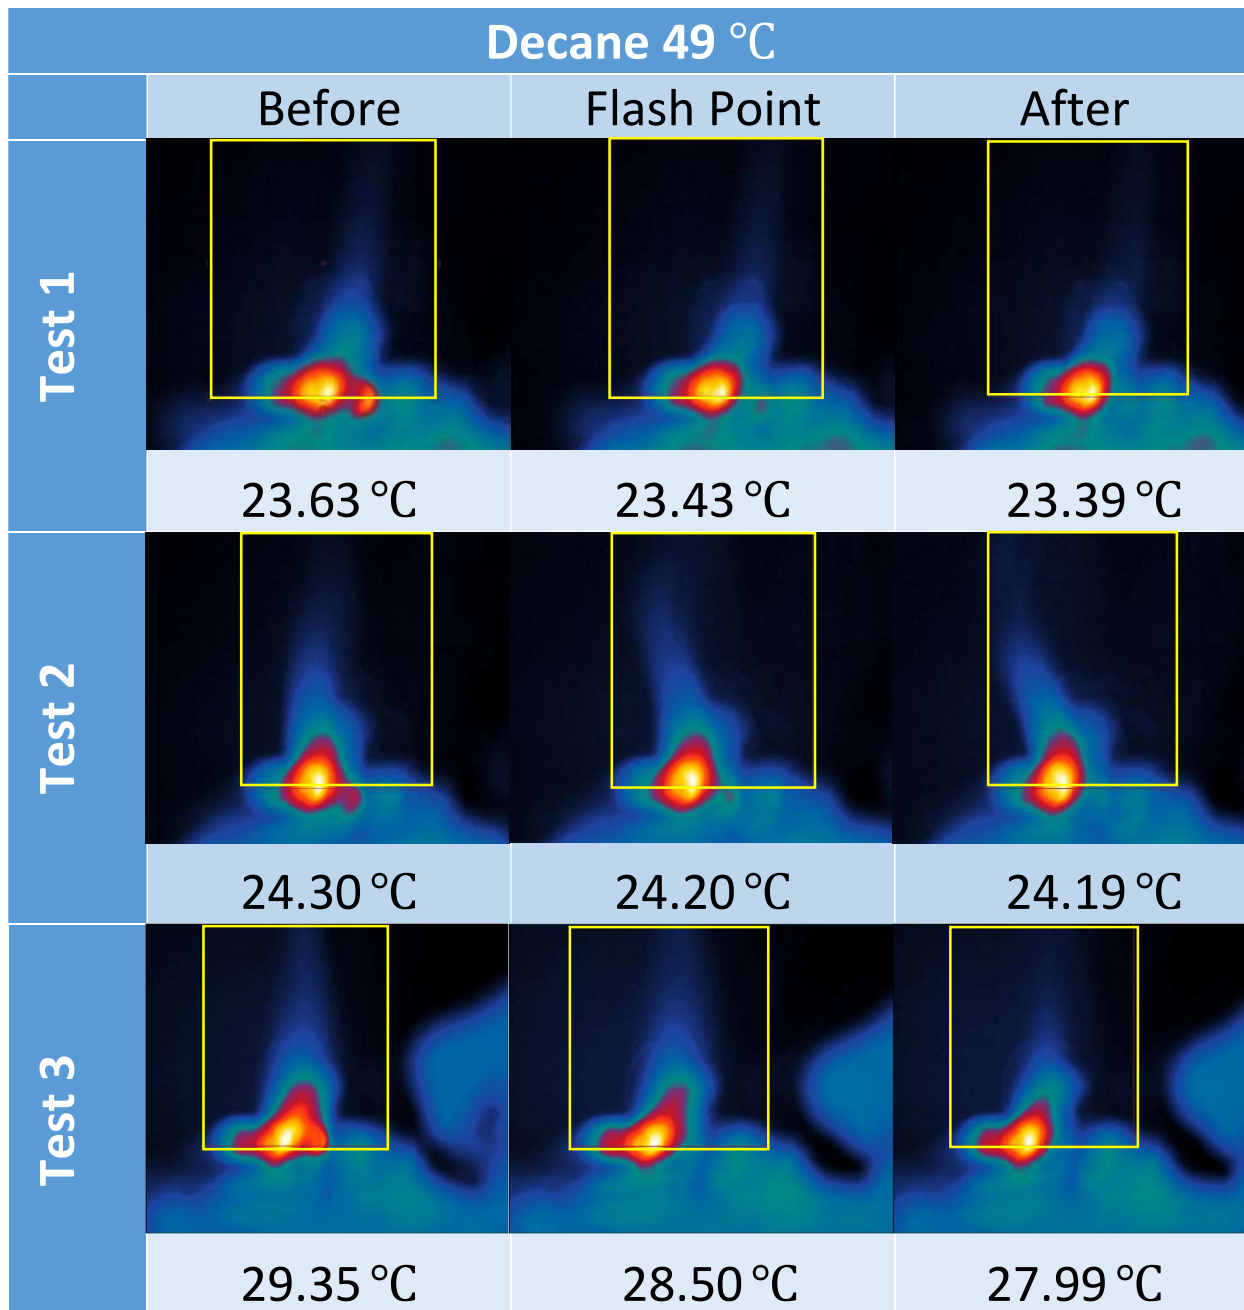 Decane 49 ℃
Before Flash Point After
Test 1
23.63 ℃ 23.43 ℃ 23.39 ℃
Test 2
24.30 ℃ 24.20 ℃ 24.19 ℃
Test 3
29.35 ℃ 28.50 ℃ 27.99 ℃